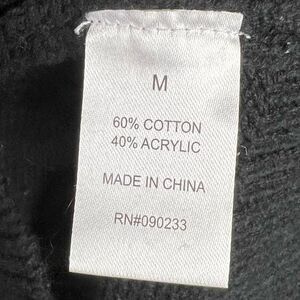 M
60% COTTON
40% ACRYLIC
MADE IN CHINA
RN#090233